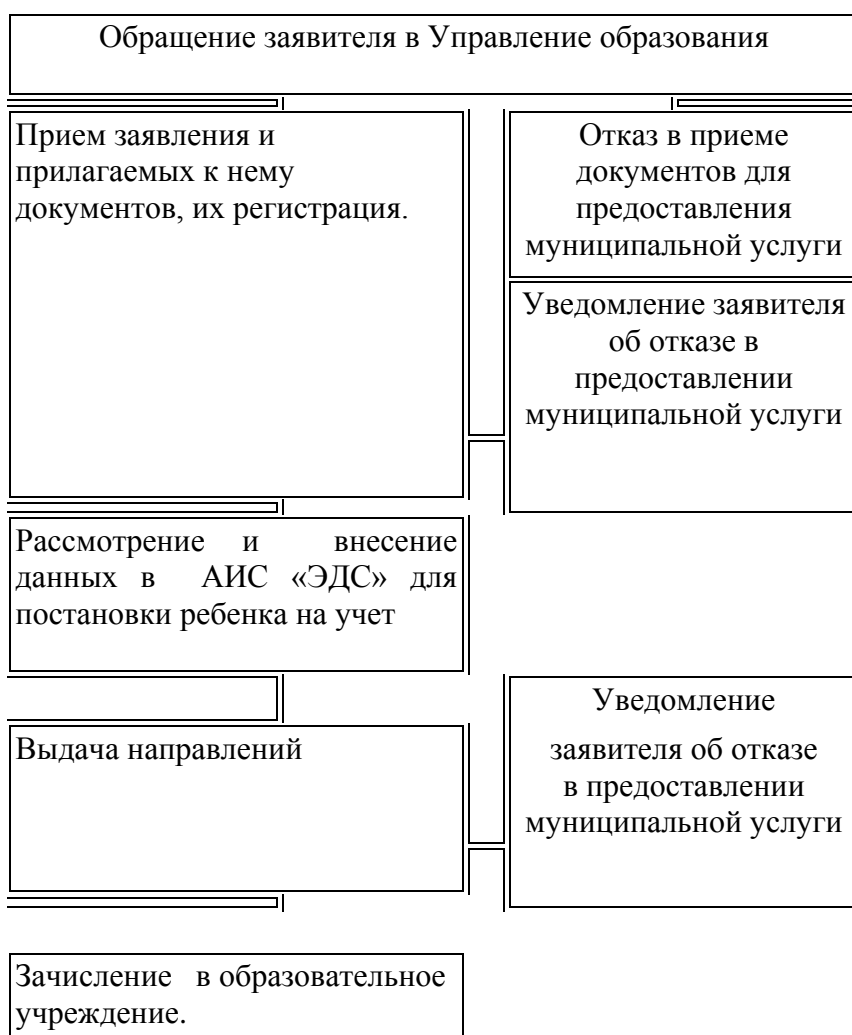 Обращение заявителя в Управление образования
Прием заявления и
прилагаемых к нему
документов, их регистрация.
Отказ в приеме
документов для
предоставления
муниципальной услуги
Уведомление заявителя
об отказе в
предоставлении
муниципальной услуги
Рассмотрение и внесение
данных в АИС «ЭДС» для
постановки ребенка на учет
Выдача направлений
Уведомление
заявителя об отказе
в предоставлении
муниципальной услуги
Зачисление в образовательное
учреждение.